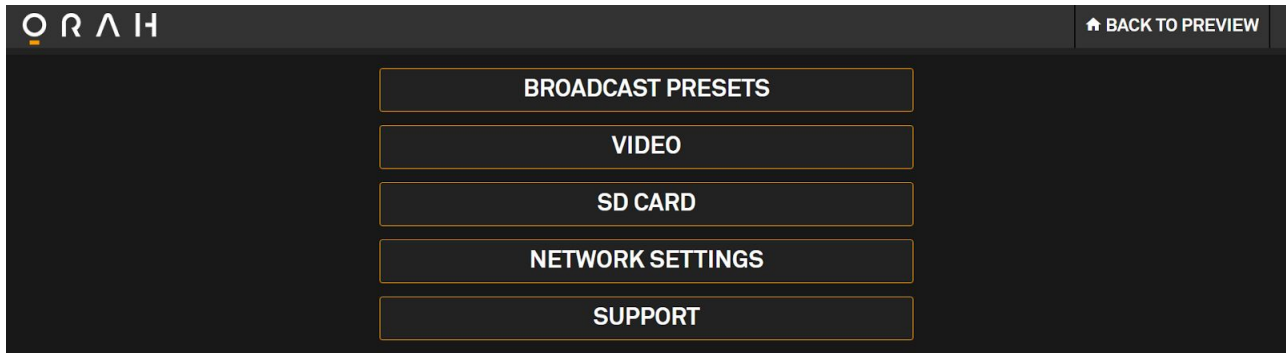 ORAH
BACK TO PREVIEW
BROADCAST PRESETS
VIDEO
SD CARD
NETWORK SETTINGS
SUPPORT